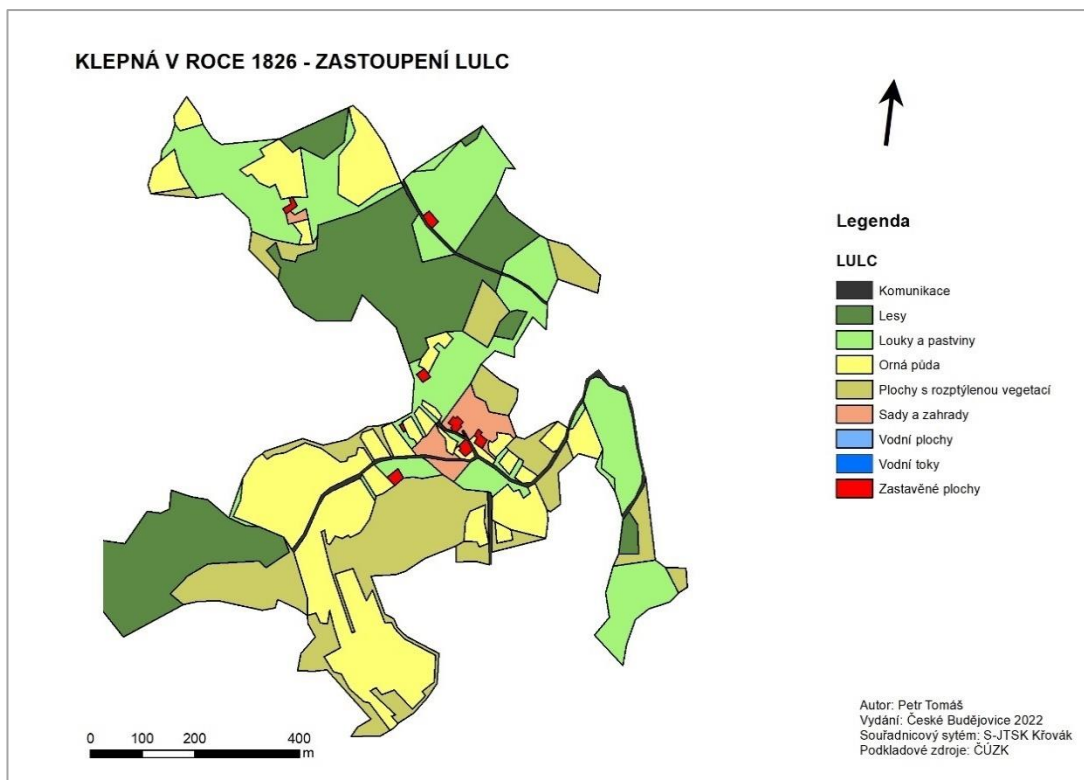 KLEPNÁ V ROCE 1826 - ZASTOUPENÍ LULC
Legenda
LULC
Komunikace
Lesy
Louky a pastviny
Orná půda
Plochy s rozptýlenou vegetací
Sady a zahrady
Vodní plochy
Vodní toky
Zastavěné plochy
0 100 200 400
m
Autor: Petr Tomáš
Vydání: České Budějovice 2022
Souřadnicový sytém: S-JTSK Křovák
Podkladové zdroje: ČÚZK